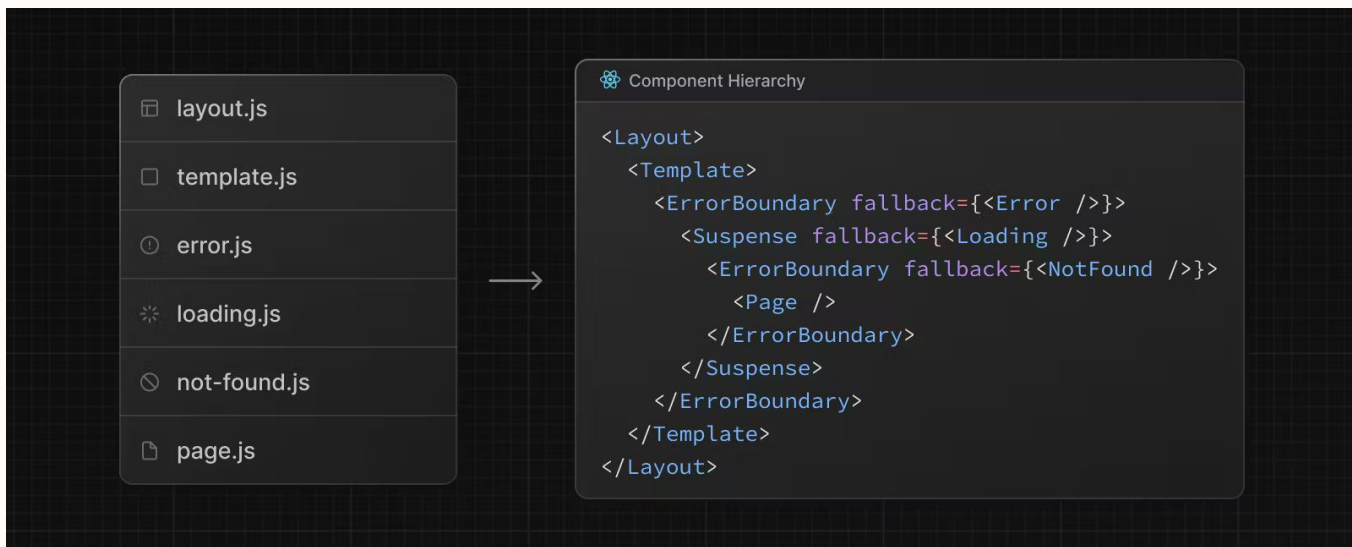 layout.js
template.js
error.js
loading.js
not-found.js
page.js
Component Hierarchy
<Layout>
<Template>
<ErrorBoundary fallback={<Error />}>
<Suspense fallback={<Loading />}>
<ErrorBoundary fallback={<NotFound />}>
<Page />
</ErrorBoundary>
</Suspense>
</ErrorBoundary>
</Template>
</Layout>